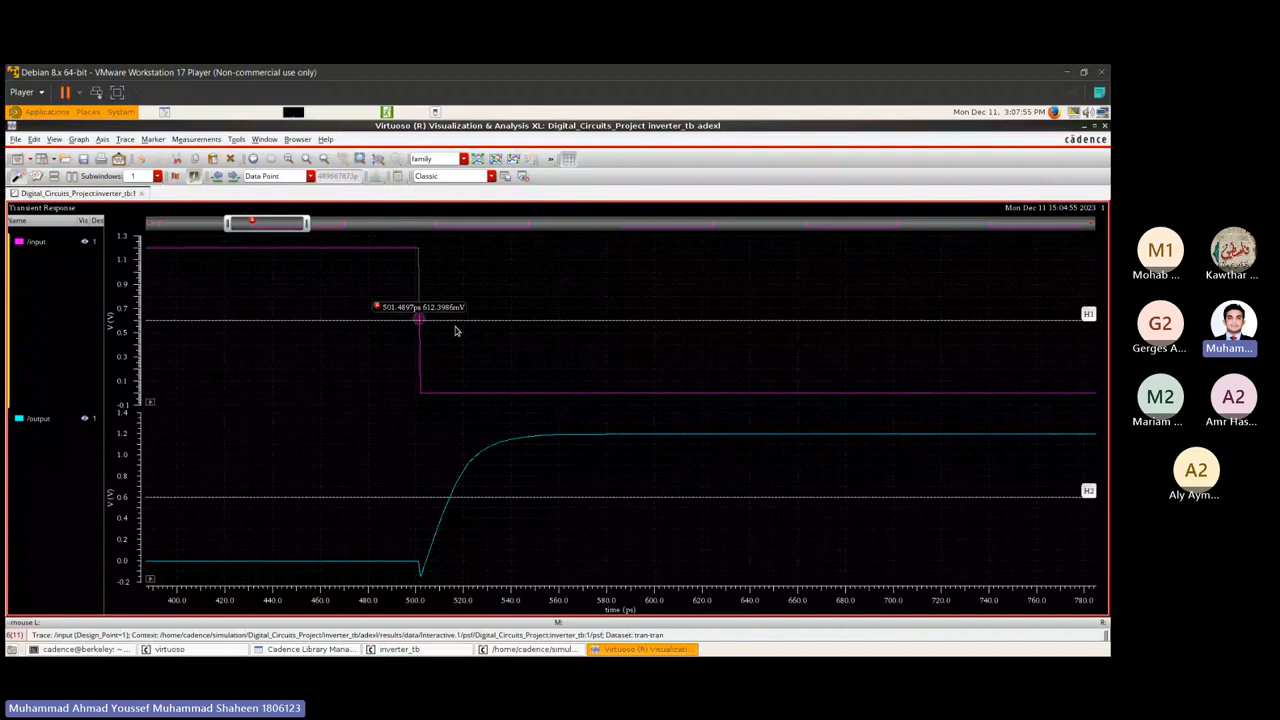 Debian 8.x 64-bit - VMware Workstation 17 Player (Non-commercial use only)
Player
Applications Places System Mon Dec 11, 3:07:55 PM
Virtuoso (R) Visualization & Analysis XL: Digital_Circuits_Project inverter_tb adexl
File Edit View Graph Axis Trace Marker Measurements Tools Window Browser Help cādence
family »
Subwindows: 1 Data Point Classic
Digital_Circuits_Project:inverter_tb:1
Transient Response Mon Dec 11 15:04:55 2023 1
Name Vis Des
/input 1
1.3
1.1
0.7
0.5
0.3
0.1
-0.1
V (V)
501.4897ps 612.3986mV
H1
/output 1
1.4
1.2
1.0
0.8
0.6
0.4
0.2
0.0
-0.2
V (V)
H2
400.0 420.0 440.0 460.0 480.0 500.0 520.0 540.0 560.0 580.0 600.0 620.0 640.0 660.0 680.0 700.0 720.0 740.0 760.0 780.0
time (ps)
mouse L: M: R:
6(11) Trace: /input (Design_Point=1); Context: /home/cadence/simulation/Digital_Circuits_Project/inverter_tb/adexl/results/data/Interactive.1/psf/Digital_Circuits_Project:inverter_tb:1/psf; Dataset: tran-tran
cadence@berkeley: ~... virtuoso Cadence Library Mana... inverter_tb /home/cadence/simul... Virtuoso (R) Visualizati...
M1
Mohab ...
Kawthar ...
G2
Gerges A...
Muham...
M2
Mariam ...
A2
Amr Has...
A2
Aly Aym...
Muhammad Ahmad Youssef Muhammad Shaheen 1806123